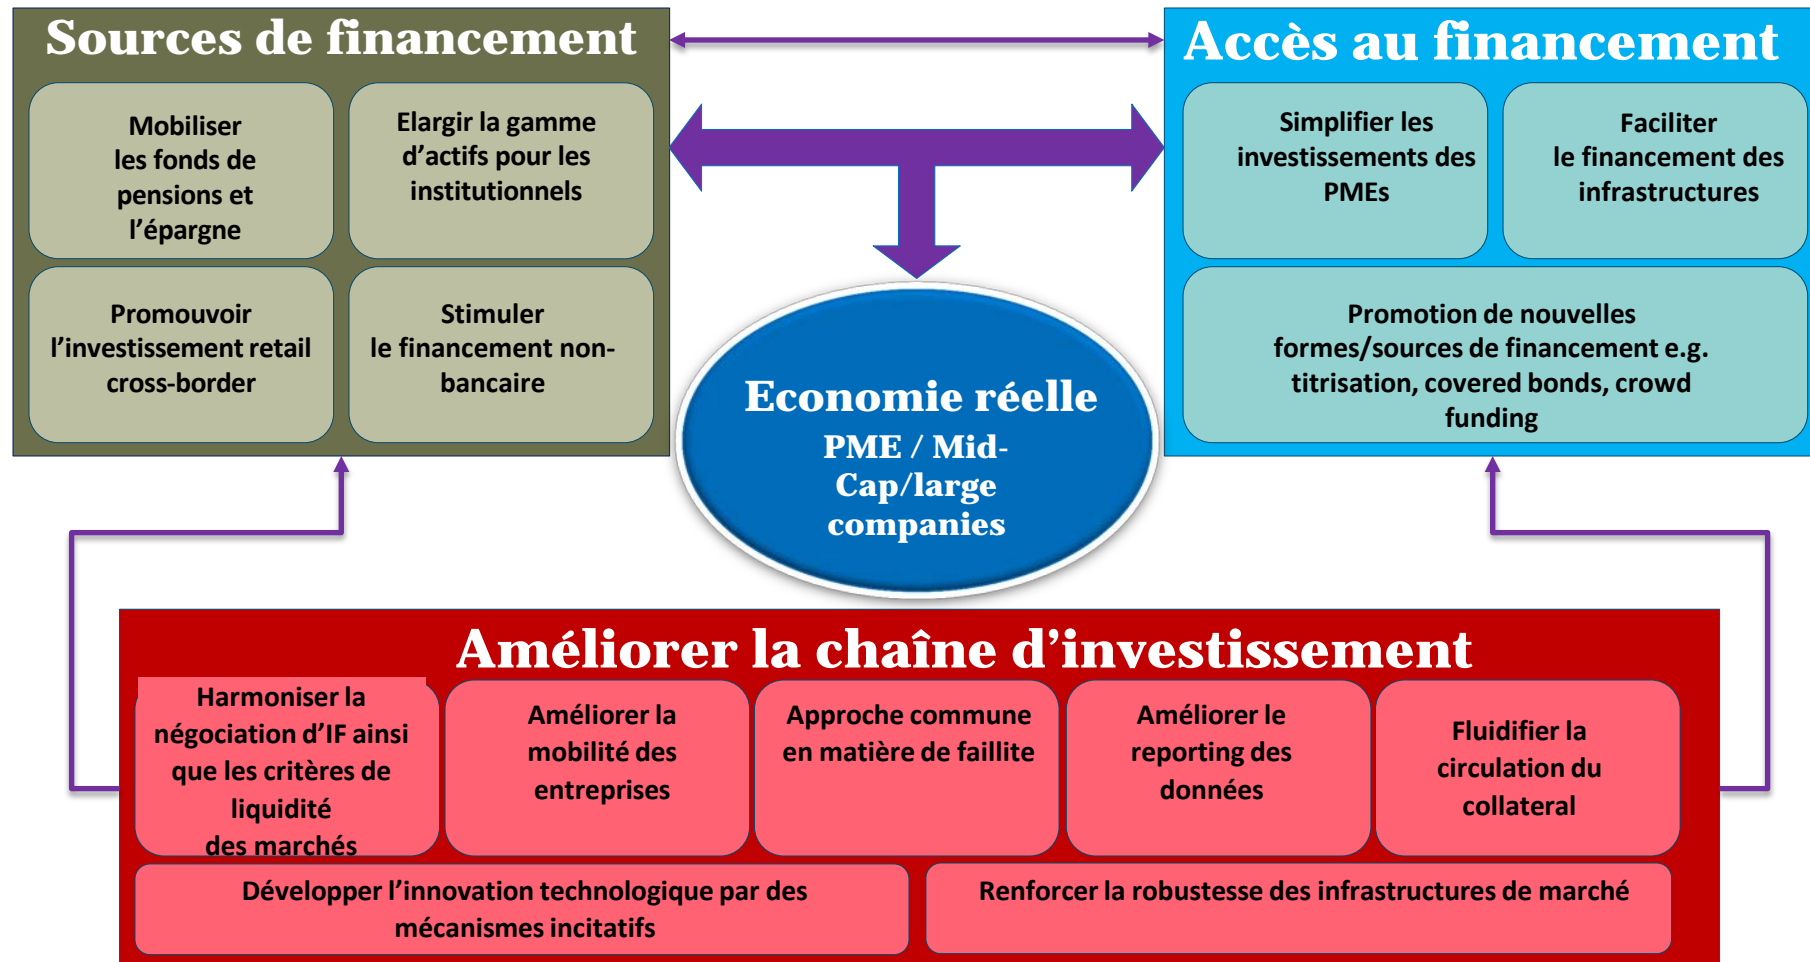 Sources de financement
Mobiliser
les fonds de
pensions et
l’épargne
Elargir la gamme
d’actifs pour les
institutionnels
Promouvoir
l’investissement retail
cross-border
Stimuler
le financement non-
bancaire
Accès au financement
Simplifier les
investissements des
PMEs
Faciliter
le financement des
infrastructures
Promotion de nouvelles
formes/sources de financement e.g.
titrisation, covered bonds, crowd
funding
Economie réelle
PME / Mid-
Cap/large
companies
Améliorer la chaîne d’investissement
Harmoniser la
négociation d’IF ainsi
que les critères de
liquidité
des marchés
Améliorer la
mobilité des
entreprises
Approche commune
en matière de faillite
Améliorer le
reporting des
données
Fluidifier la
circulation du
collateral
Développer l’innovation technologique par des
mécanismes incitatifs
Renforcer la robustesse des infrastructures de marché